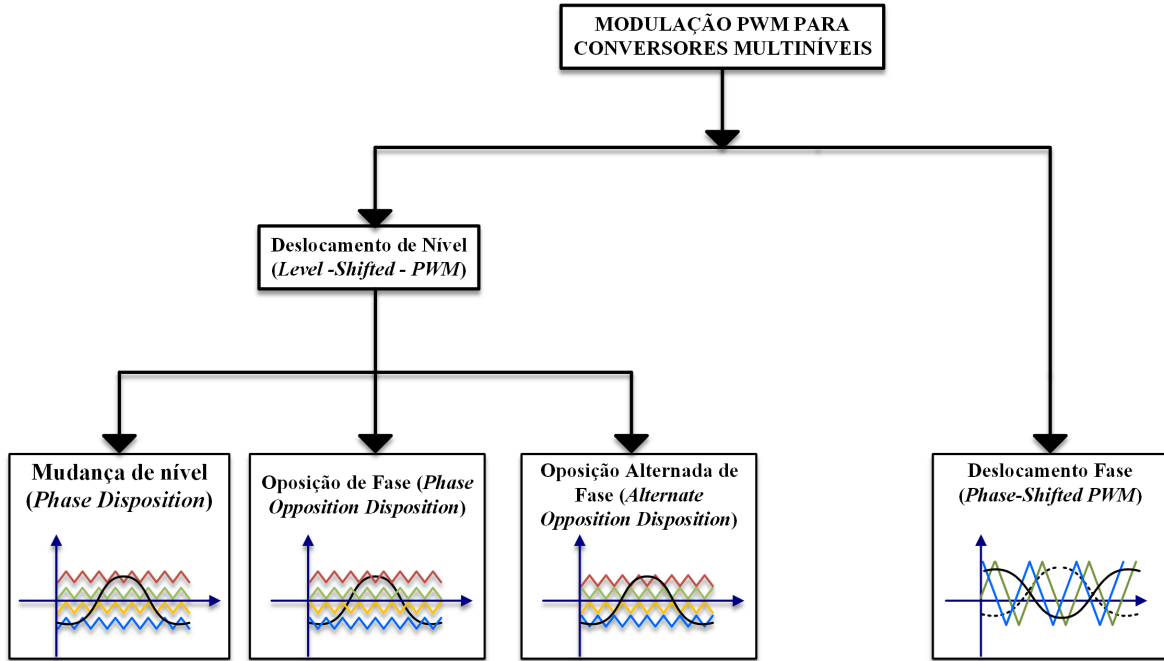 MODULAÇÃO PWM PARA
CONVERSORES MULTINÍVEIS
Deslocamento de Nível
(Level -Shifted - PWM)
Mudança de nível
(Phase Disposition)
Oposição de Fase (Phase
Opposition Disposition)
Oposição Alternada de
Fase (Alternate
Opposition Disposition)
Deslocamento Fase
(Phase-Shifted PWM)